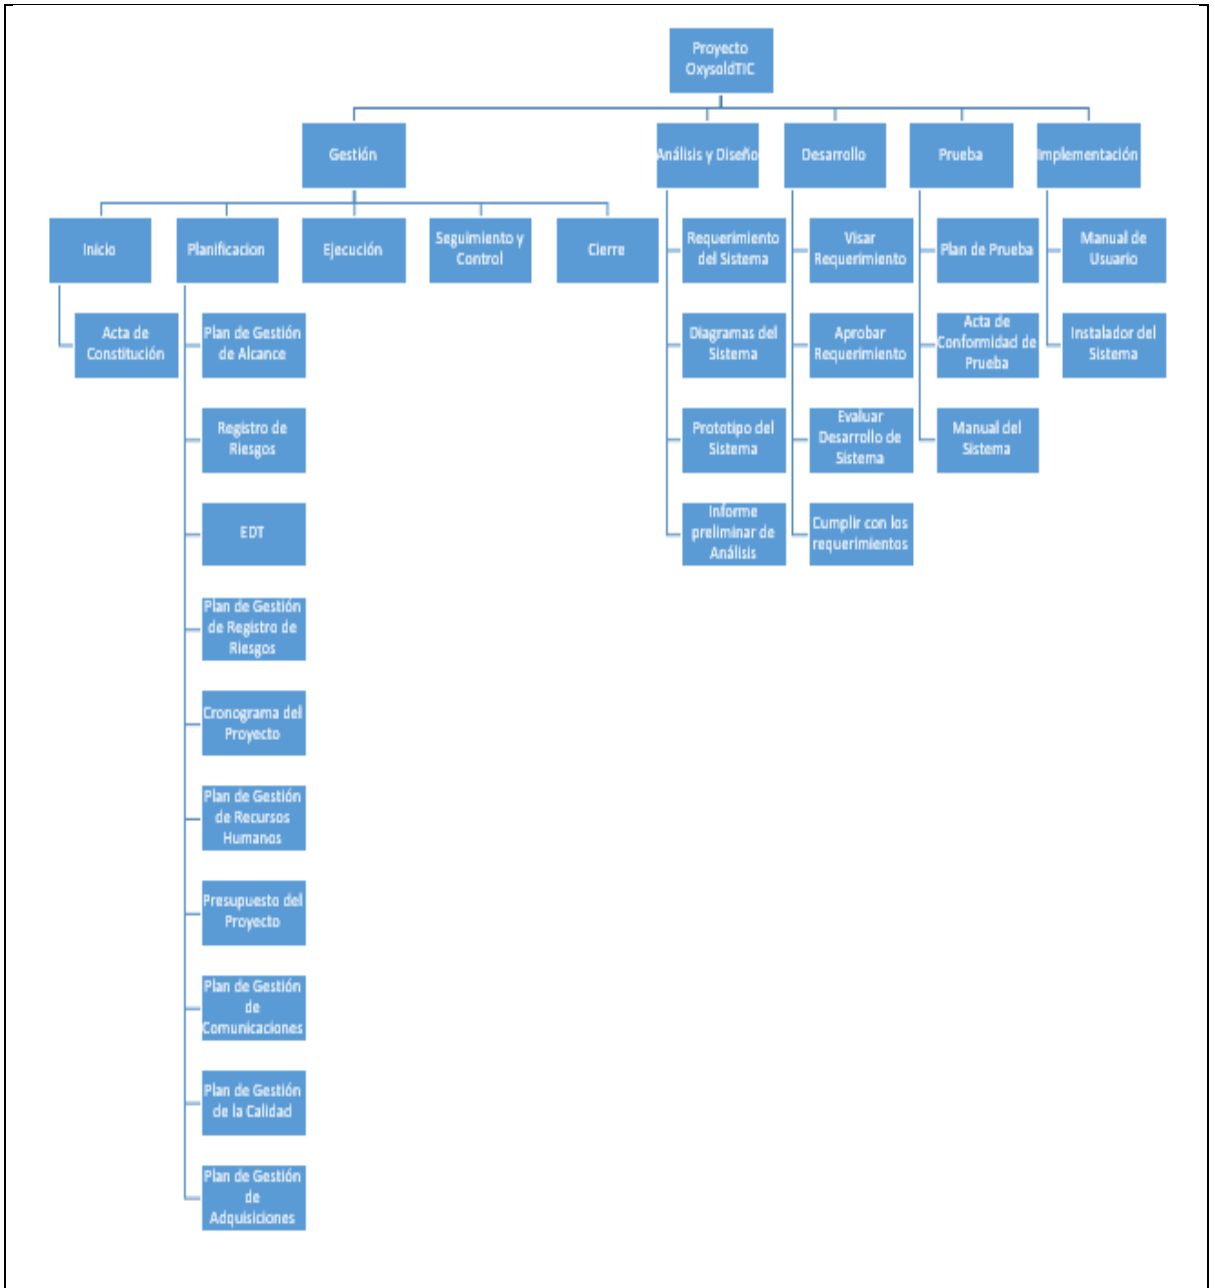 Proyecto
OxysoldTIC
Gestión
Análisis y Diseño
Desarrollo
Prueba
Implementación
Inicio
Planificacion
Ejecución
Seguimiento y
Control
Cierre
Requerimiento
del Sistema
Visar
Requerimiento
Plan de Prueba
Manual de
Usuario
Acta de
Constitución
Plan de Gestión
de Alcance
Diagramas del
Sistema
Aprobar
Requerimiento
Acta de
Conformidad de
Prueba
Instalador del
Sistema
Registro de
Riesgos
Prototipo del
Sistema
Evaluar
Desarrollo de
Sistema
Manual del
Sistema
EDT
Informe
preliminar de
Análisis
Cumplir con los
requerimientos
Plan de Gestión
de Registro de
Riesgos
Cronograma del
Proyecto
Plan de Gestión
de Recursos
Humanos
Presupuesto del
Proyecto
Plan de Gestión
de
Comunicaciones
Plan de Gestión
de la Calidad
Plan de Gestión
de
Adquisiciones